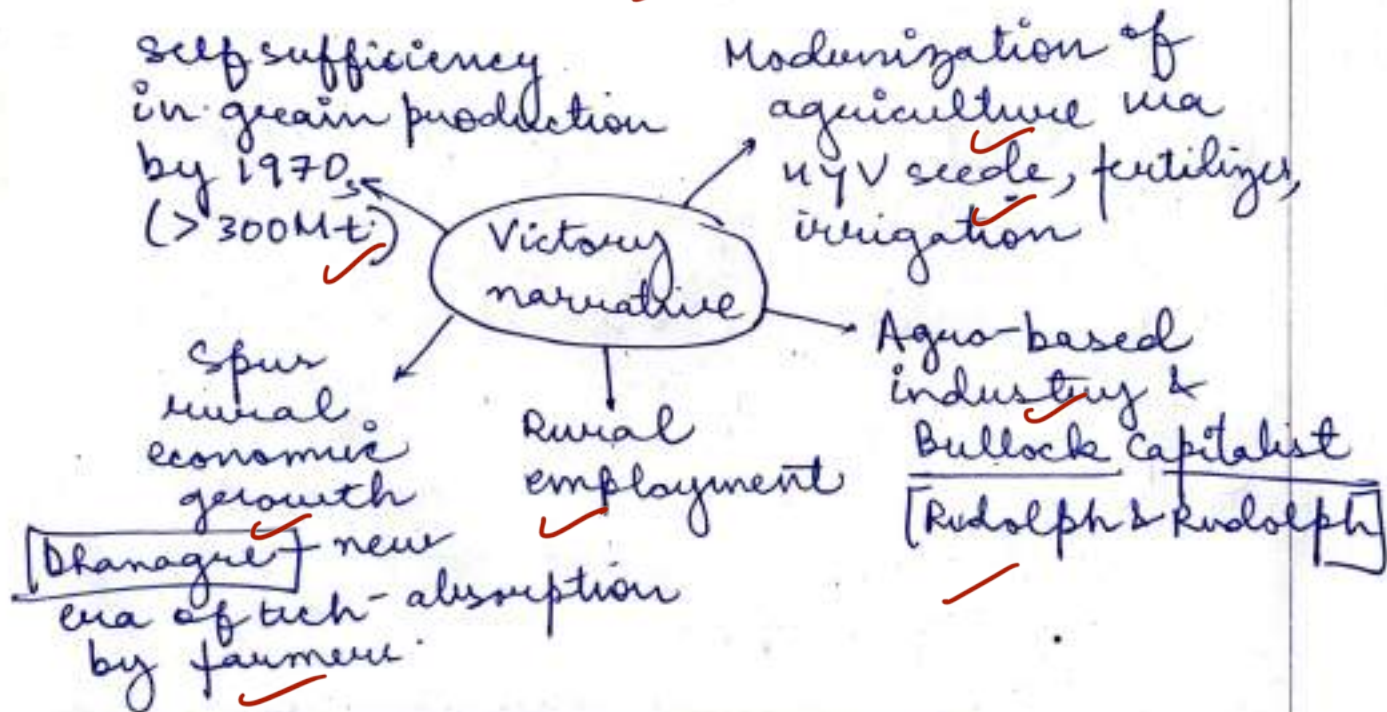 Self sufficiency
in grain production
by 1970s
(>300Mt)
Modernization of
agriculture via
HYV seeds, fertilizer,
irrigation
Victory
narrative
Agro-based
industry &
Bullock Capitalist
[Rudolph & Rudolph]
Rural
employment
Spur
rural
economic
growth
Dhanagre - new
era of tech-absorption
by farmers.